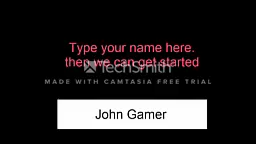 Type your name here.
then we can get started
TechSmith
MADE WITH CAMTASIA FREE TRIAL
John Gamer